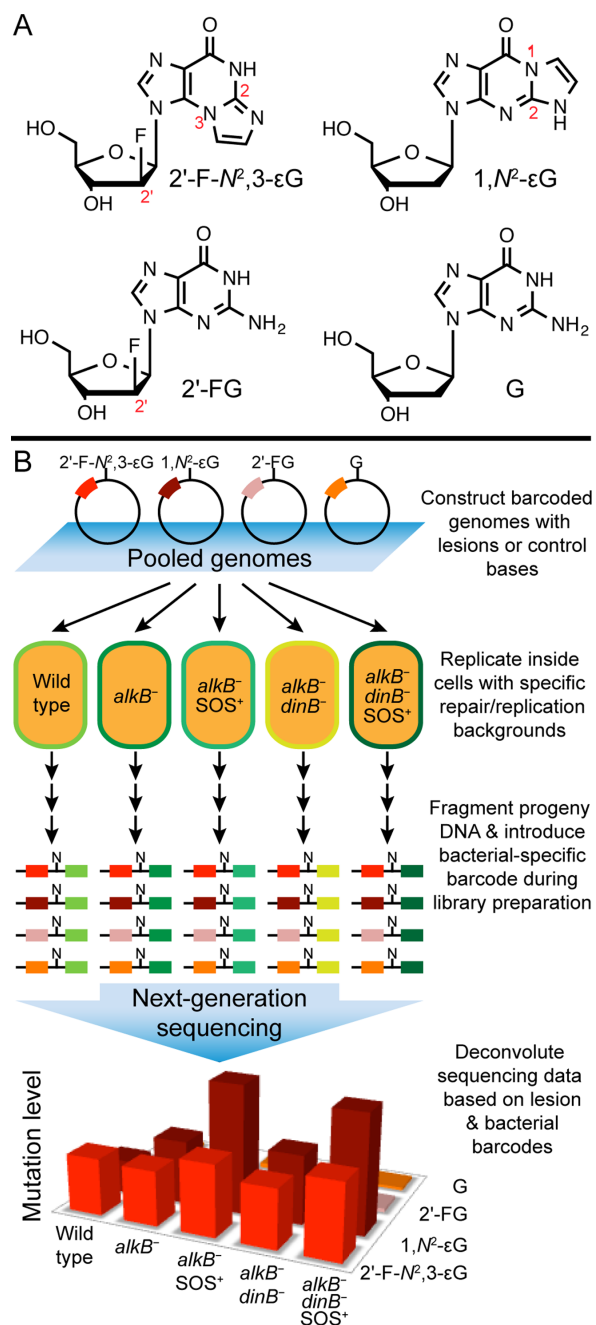 A
O
N
NH
2
N
N
N
3
HO
F
O
OH
2'
2'-F-N²,3-εG
O
1
N
N
N
N
2
N
H
HO
O
OH
1,N²-εG
O
N
NH
N
N
NH₂
HO
F
O
OH
2'
2'-FG
O
N
NH
N
N
NH₂
HO
O
OH
G
B
2'-F-N²,3-εG
1,N²-εG
2'-FG
G
Pooled genomes
Construct barcoded
genomes with
lesions or control
bases
Wild
type
alkB⁻
alkB⁻
SOS⁺
alkB⁻
dinB⁻
alkB⁻
dinB⁻
SOS⁺
Replicate inside
cells with specific
repair/replication
backgrounds
Fragment progeny
DNA & introduce
bacterial-specific
barcode during
library preparation
N N N N N
N N N N N
N N N N N
N N N N N
Next-generation
sequencing
Deconvolute
sequencing data
based on lesion
& bacterial
barcodes
Mutation level
Wild
type
alkB⁻
alkB⁻
SOS⁺
alkB⁻
dinB⁻
alkB⁻
dinB⁻
SOS⁺
G
2'-FG
1,N²-εG
2'-F-N²,3-εG